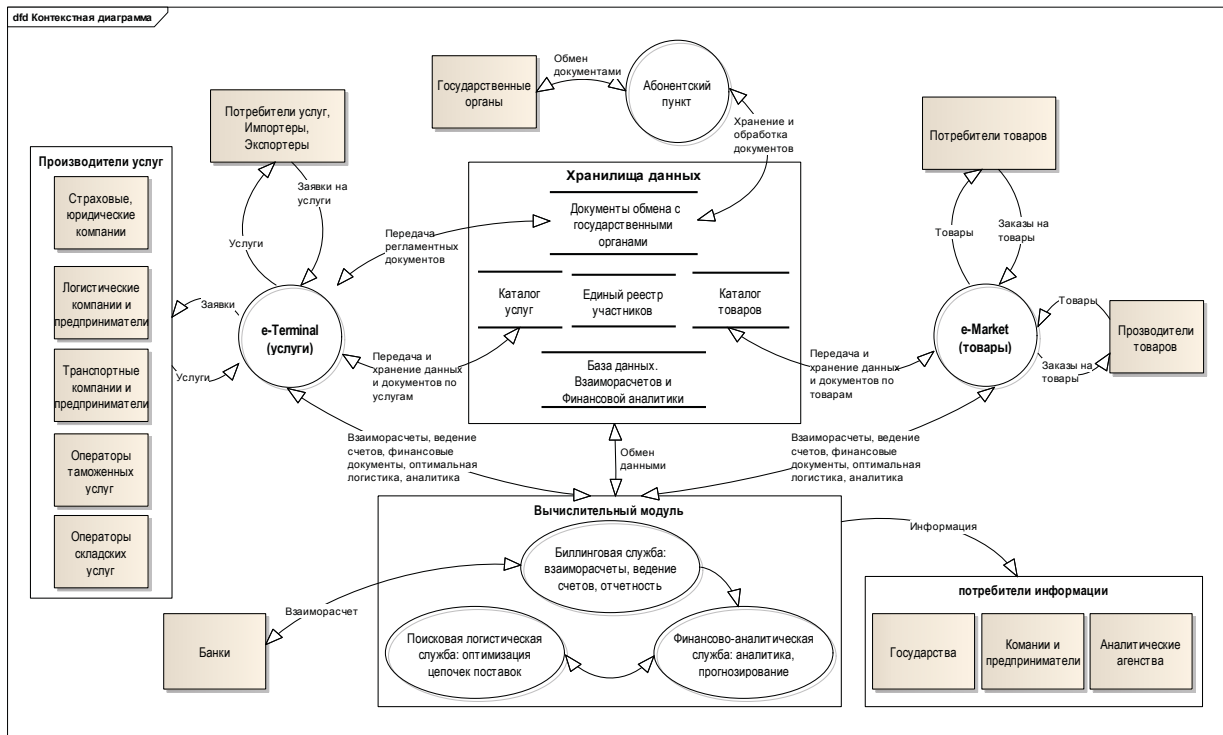 dfd Контекстная диаграмма
Государственные
органы
Обмен
документами
Абонентский
пункт
Хранение и
обработка
документов
Потребители услуг,
Импортеры,
Экспортеры
Заявки на
услуги
Услуги
Потребители товаров
Товары
Заказы на
товары
Производители услуг
Страховые,
юридические
компании
Логистические
компании и
предприниматели
Транспортные
компании и
предприниматели
Операторы
таможенных
услуг
Операторы
складских
услуг
Заявки
Услуги
e-Terminal
(услуги)
Передача
регламентных
документов
Передача и
хранение данных
и документов по
услугам
Хранилища данных
Документы обмена с
государственными
органами
Каталог
услуг
Единый реестр
участников
Каталог
товаров
База данных.
Взаиморасчетов и
Финансовой аналитики
Передача и
хранение данных
и документов по
товарам
e-Market
(товары)
Товары
Заказы на
товары
Прозводители
товаров
Взаиморасчеты, ведение
счетов, финансовые
документы, оптимальная
логистика, аналитика
Обмен
данными
Взаиморасчеты, ведение
счетов, финансовые
документы, оптимальная
логистика, аналитика
Вычислительный модуль
Биллинговая служба:
взаиморасчеты, ведение
счетов, отчетность
Поисковая логистическая
служба: оптимизация
цепочек поставок
Финансово-аналитическая
служба: аналитика,
прогнозирование
Взаиморасчет
Банки
Информация
потребители информации
Государства
Комании и
предприниматели
Аналитические
агенства